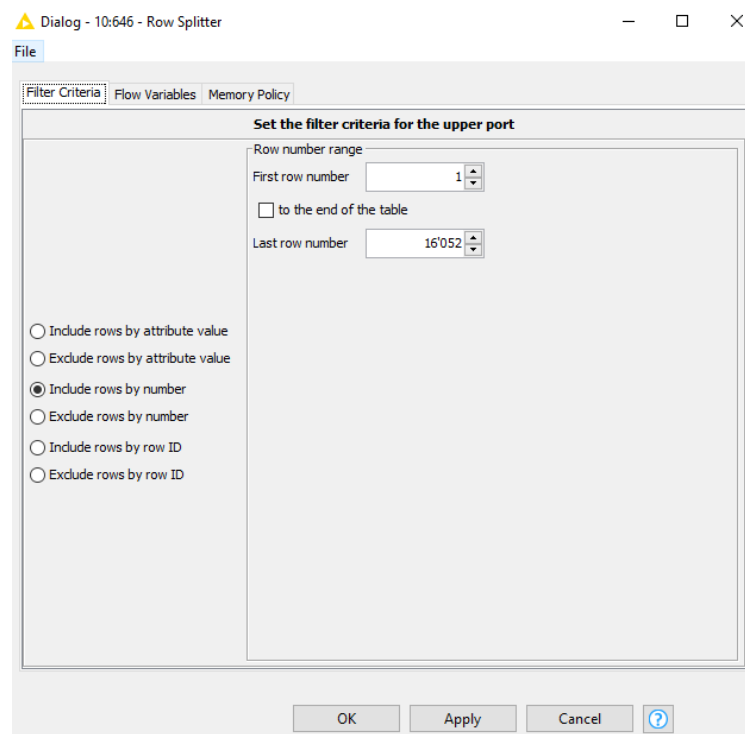 Dialog - 10:646 - Row Splitter
File
Filter Criteria Flow Variables Memory Policy
Set the filter criteria for the upper port
Row number range
First row number 1
to the end of the table
Last row number 16'052
Include rows by attribute value
Exclude rows by attribute value
Include rows by number
Exclude rows by number
Include rows by row ID
Exclude rows by row ID
OK Apply Cancel ?